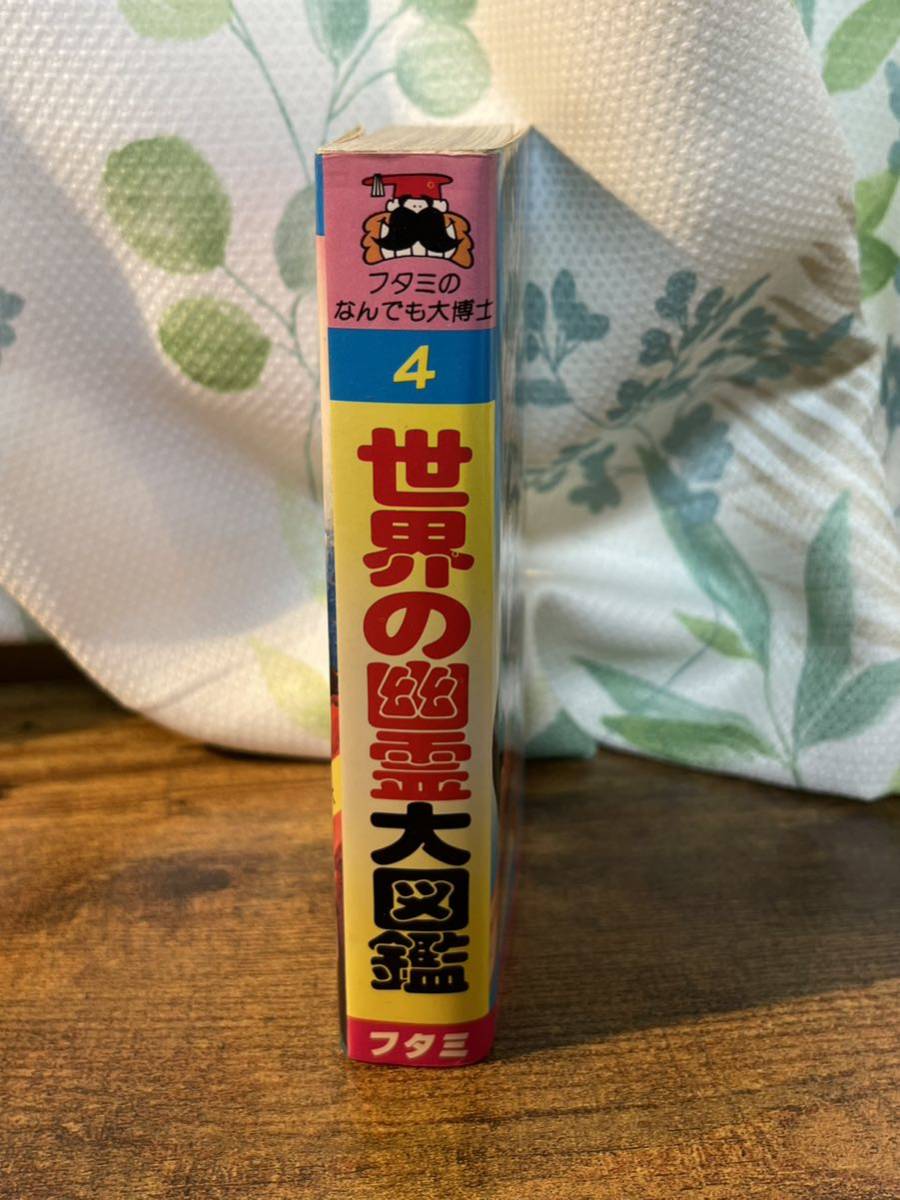 フタミの
なんでも大博士
4
世界の幽霊大図鑑
フタミ